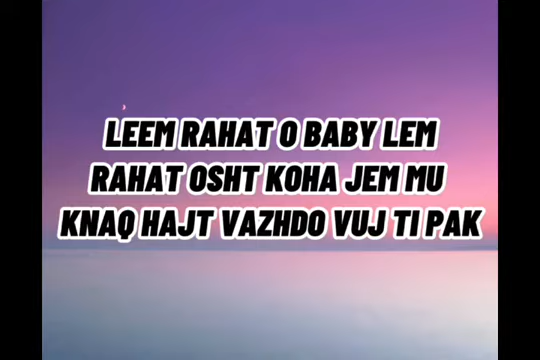 LEEM RAHAT O BABY LEM
RAHAT OSHT KOHA JEM MU
KNAQ HAJT VAZHDO VUJ TI PAK